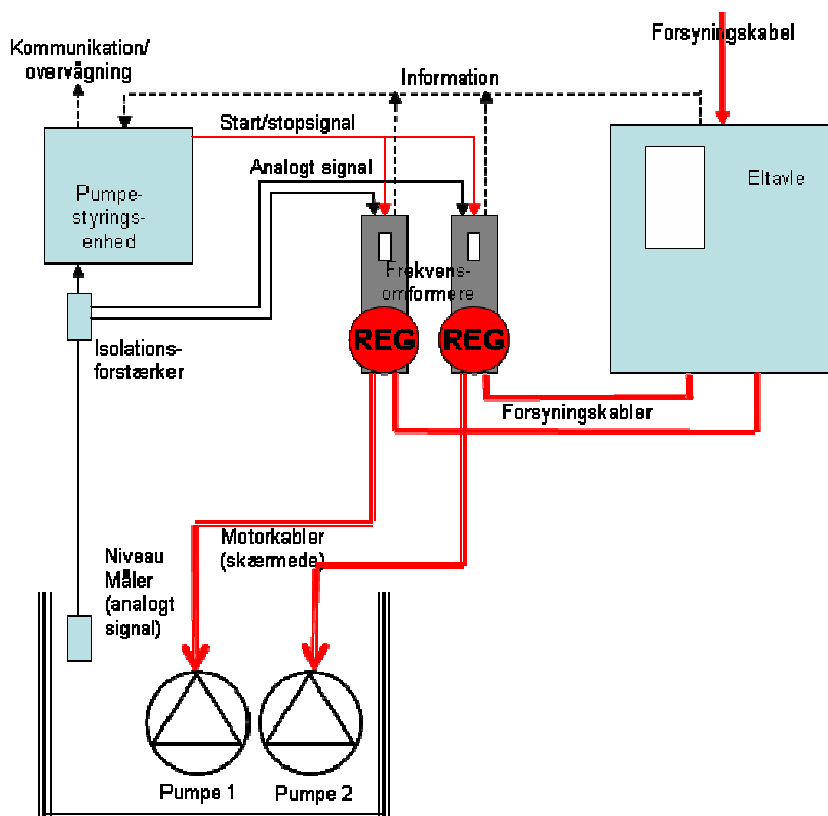 Forsyningskabel
Kommunikation/
overvågning
Information
Start/stopsignal
Analogt signal
Pumpe-
styrings-
enhed
Eltavle
Frekvens-
omformere
REG
REG
Isolations-
forstærker
Forsyningskabler
Motorkabler
(skærmede)
Niveau
Måler
(analogt
signal)
Pumpe 1
Pumpe 2